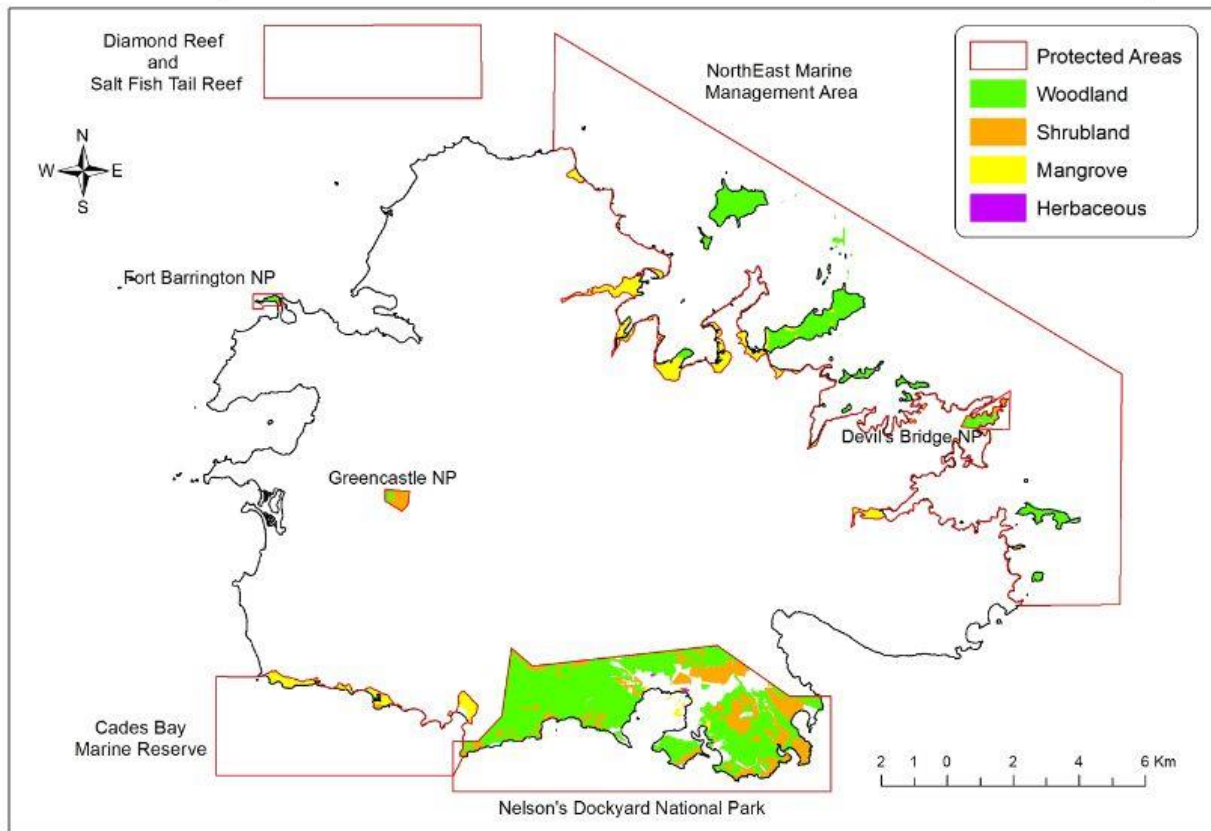 Diamond Reef
and
Salt Fish Tail Reef
NorthEast Marine
Management Area
Protected Areas
Woodland
Shrubland
Mangrove
Herbaceous
N
W E
S
Fort Barrington NP
Devil's Bridge NP
Greencastle NP
Cades Bay
Marine Reserve
Nelson's Dockyard National Park
2 1 0 2 4 6 Km